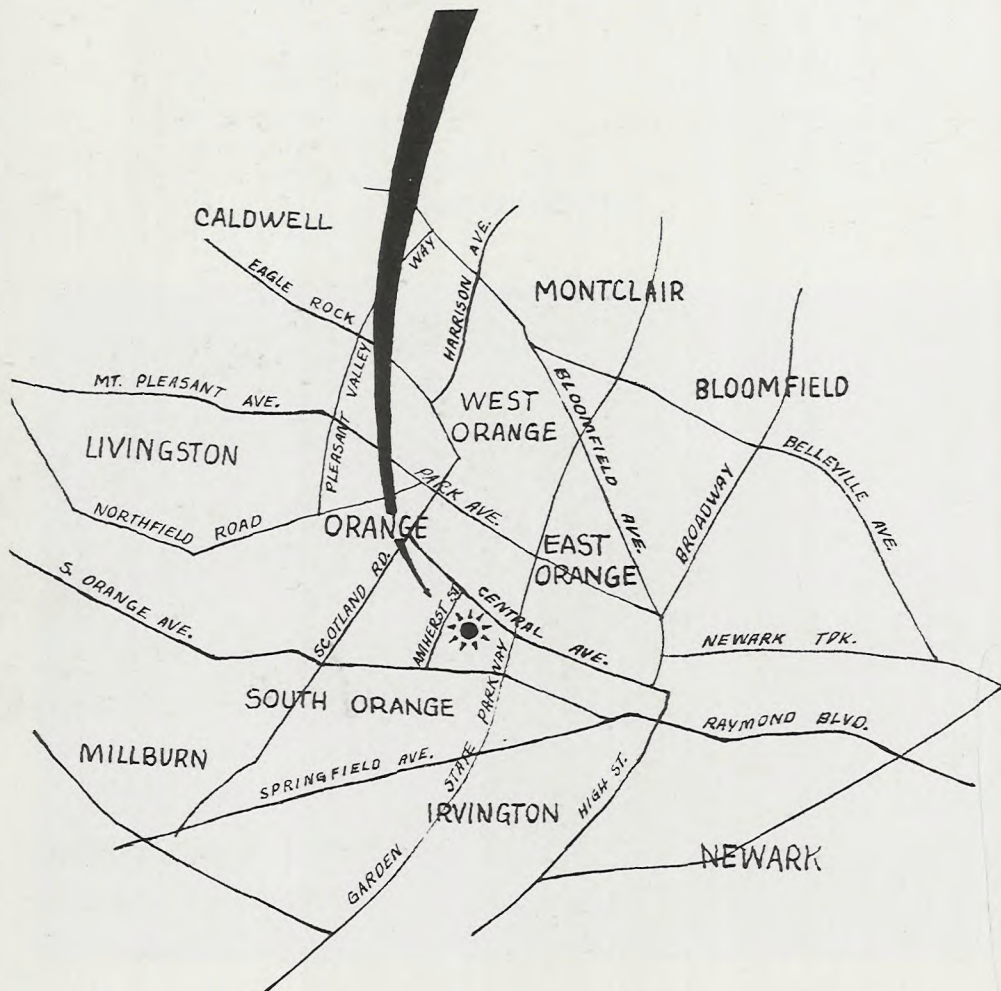 CALDWELL
EAGLE ROCK
WAY
HARRISON AVE.
MONTCLAIR
MT. PLEASANT AVE.
PLEASANT VALLEY
WEST
ORANGE
BLOOMFIELD AVE.
BLOOMFIELD
BELLEVILLE AVE.
LIVINGSTON
NORTHFIELD ROAD
PARK AVE.
ORANGE
EAST
ORANGE
BROADWAY
S. ORANGE AVE.
SCOTLAND RD.
AMHERST ST.
CENTRAL AVE.
NEWARK TPK.
SOUTH ORANGE
RAYMOND BLVD.
MILLBURN
SPRINGFIELD AVE.
GARDEN STATE PARKWAY
IRVINGTON
HIGH ST.
NEWARK